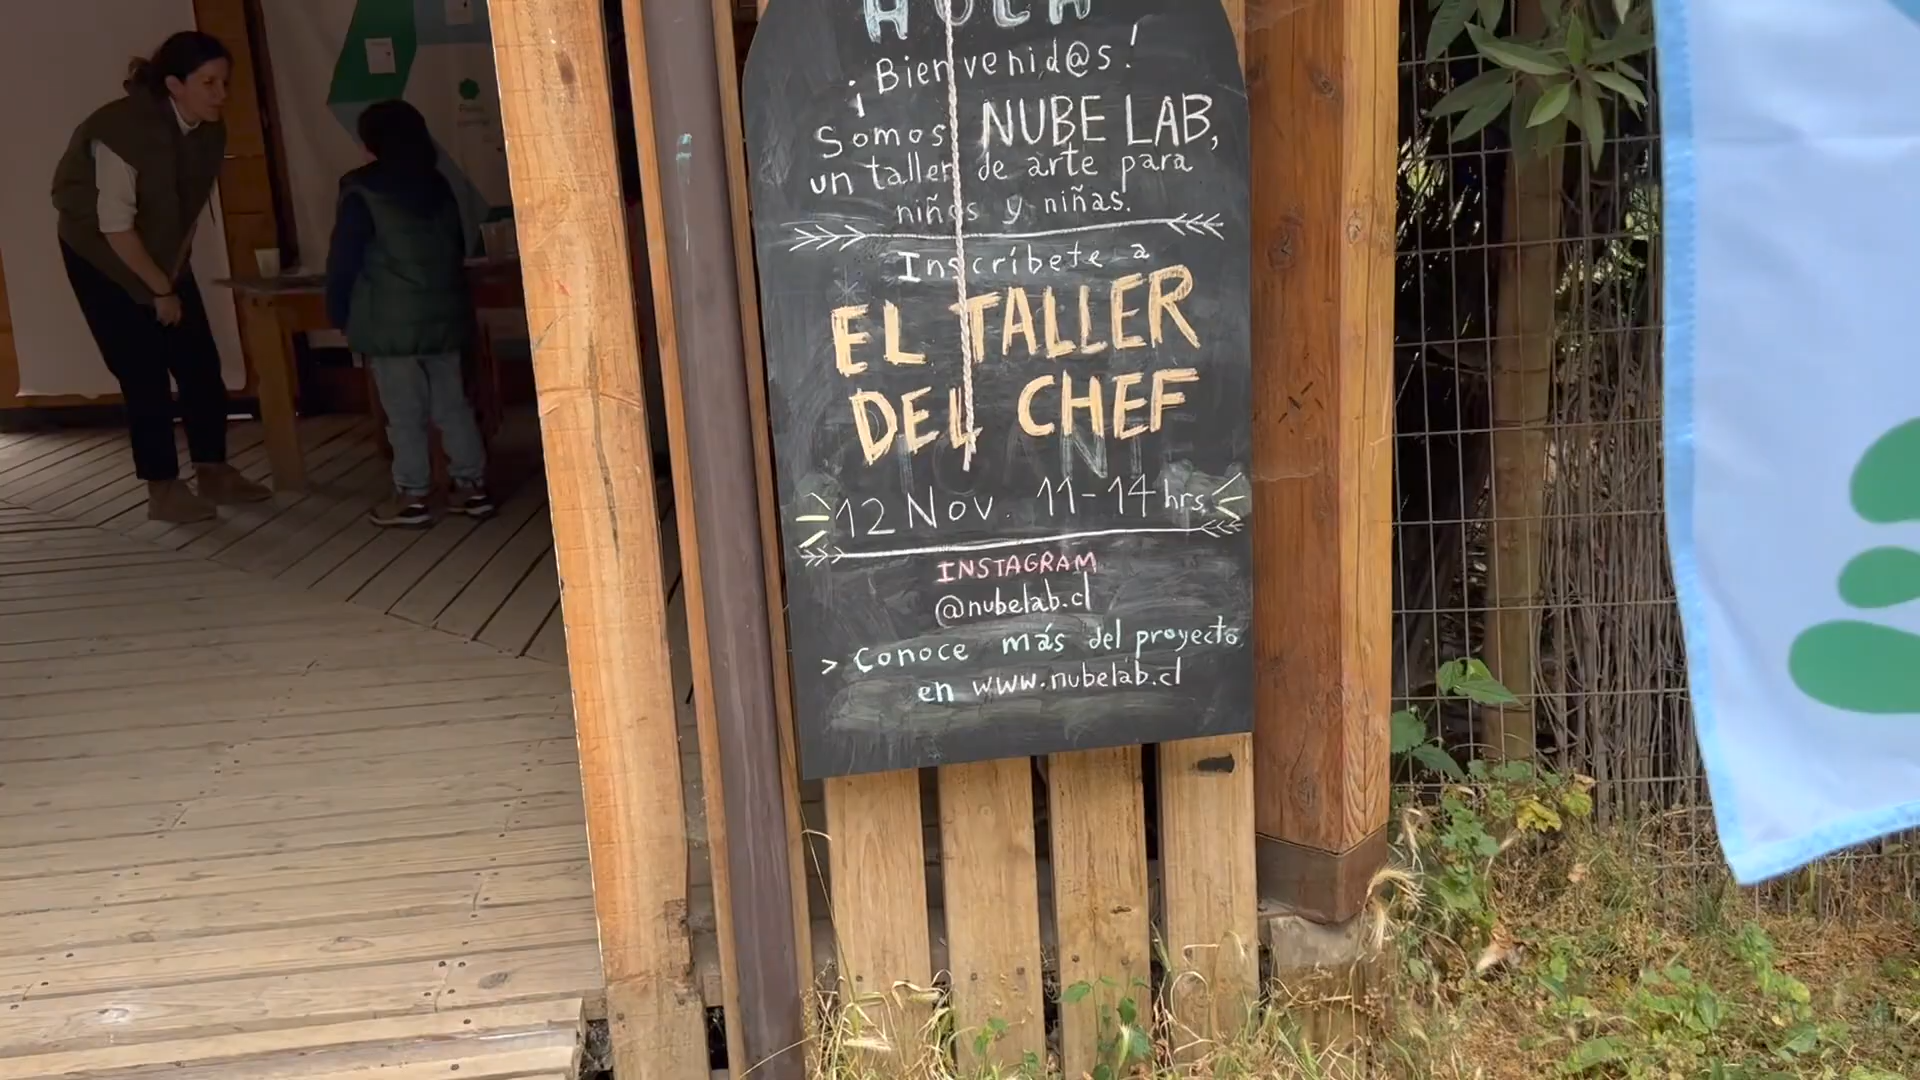 HOLA
¡Bienvenid@s!
Somos NUBE LAB,
un taller de arte para
niños y niñas.
Inscríbete a
EL TALLER
DEL CHEF
12 Nov. 11-14 hrs.
INSTAGRAM
@nubelab.cl
> Conoce más del proyecto
en www.nubelab.cl